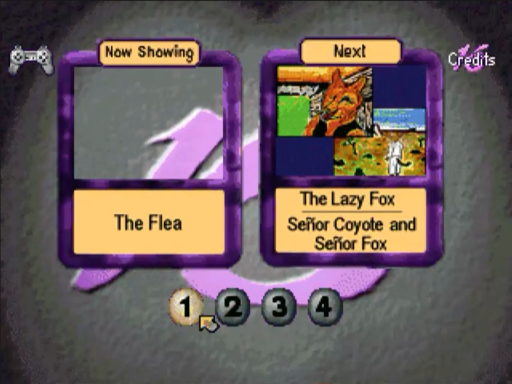 Now Showing
Next
Credits
The Flea
The Lazy Fox
Señor Coyote and
Señor Fox
1 2 3 4